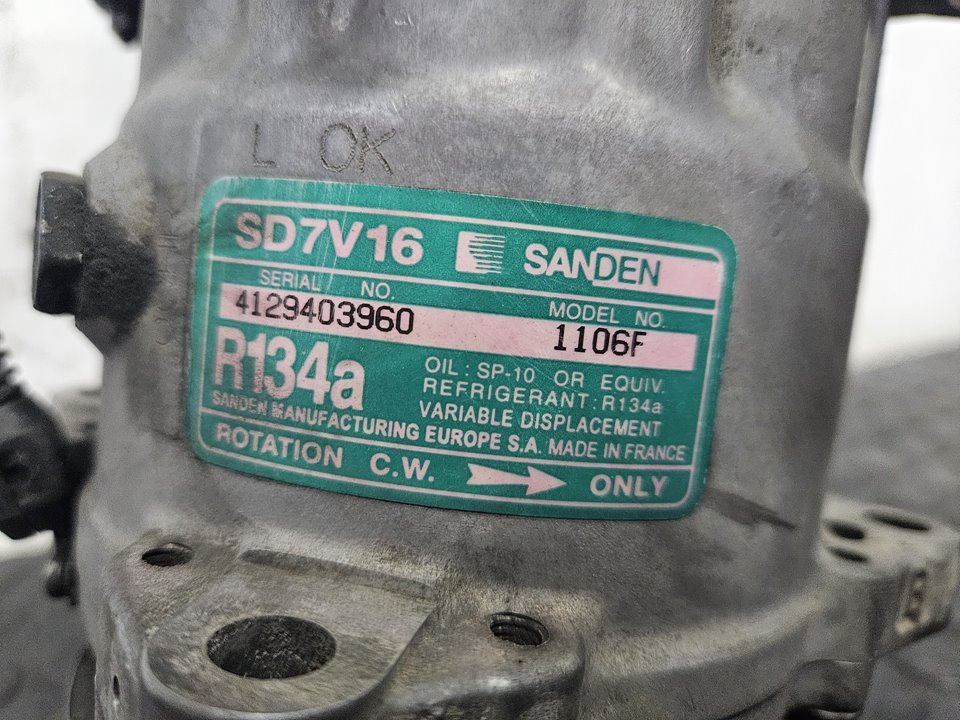 L OK
SD7V16 SANDEN
SERIAL NO. MODEL NO.
4129403960 1106F
R134a
OIL : SP-10 OR EQUIV.
REFRIGERANT : R134a
VARIABLE DISPLACEMENT
SANDEN MANUFACTURING EUROPE S.A. MADE IN FRANCE
ROTATION C.W. ONLY